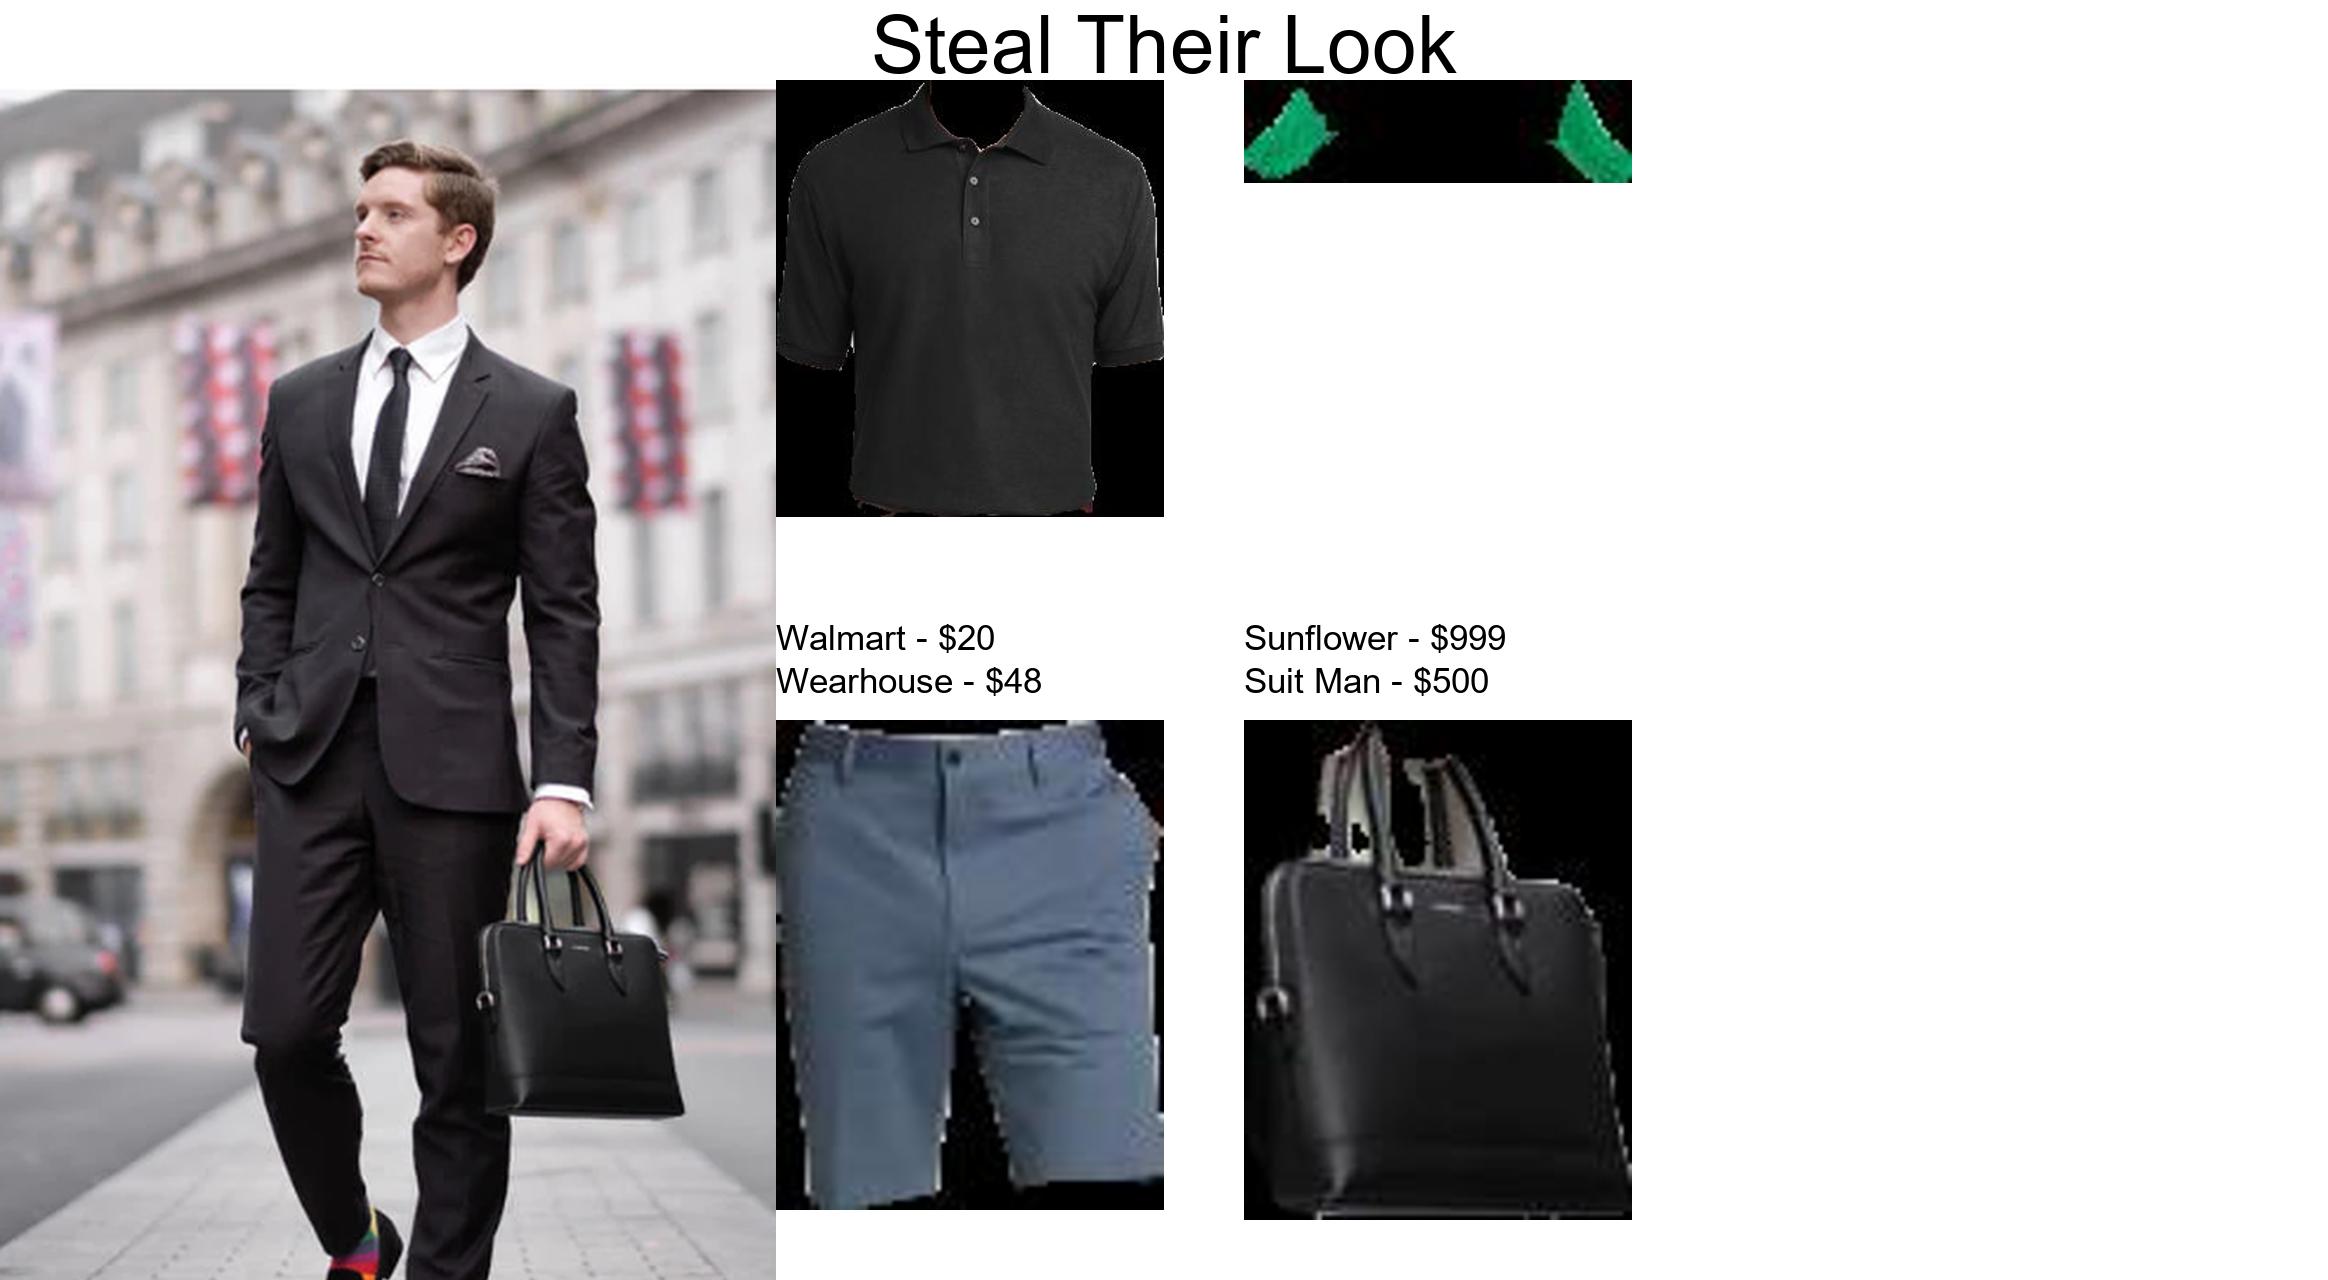 Steal Their Look
Walmart - $20
Wearhouse - $48
Sunflower - $999
Suit Man - $500